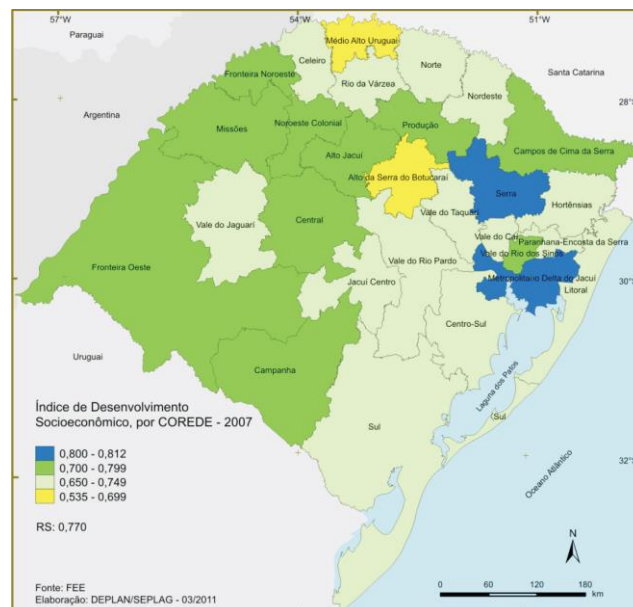 57°W
54°W
51°W
Paraguai
Médio Alto Uruguai
Celeiro
Norte
Santa Catarina
Fronteira Noroeste
Rio da Várzea
Nordeste
28°
Argentina
Missões
Noroeste Colonial
Produção
Alto Jacuí
Campos de Cima da Serra
Alto da Serra do Botucaraí
Serra
Hortênsias
Central
Vale do Taquari
Vale do Jaguari
Vale do Caí
Paranhana-Encosta da Serra
Vale do Rio dos Sinos
Fronteira Oeste
Vale do Rio Pardo
Metropolitano Delta do Jacuí
30°
Jacuí Centro
Litoral
Centro-Sul
Uruguai
Campanha
Laguna dos Patos
Índice de Desenvolvimento
Socioeconômico, por COREDE - 2007
Sul
Sul
0,800 - 0,812
0,700 - 0,799
0,650 - 0,749
0,535 - 0,699
Oceano Atlântico
32°
RS: 0,770
N
Fonte: FEE
Elaboração: DEPLAN/SEPLAG - 03/2011
0 60 120 180
km